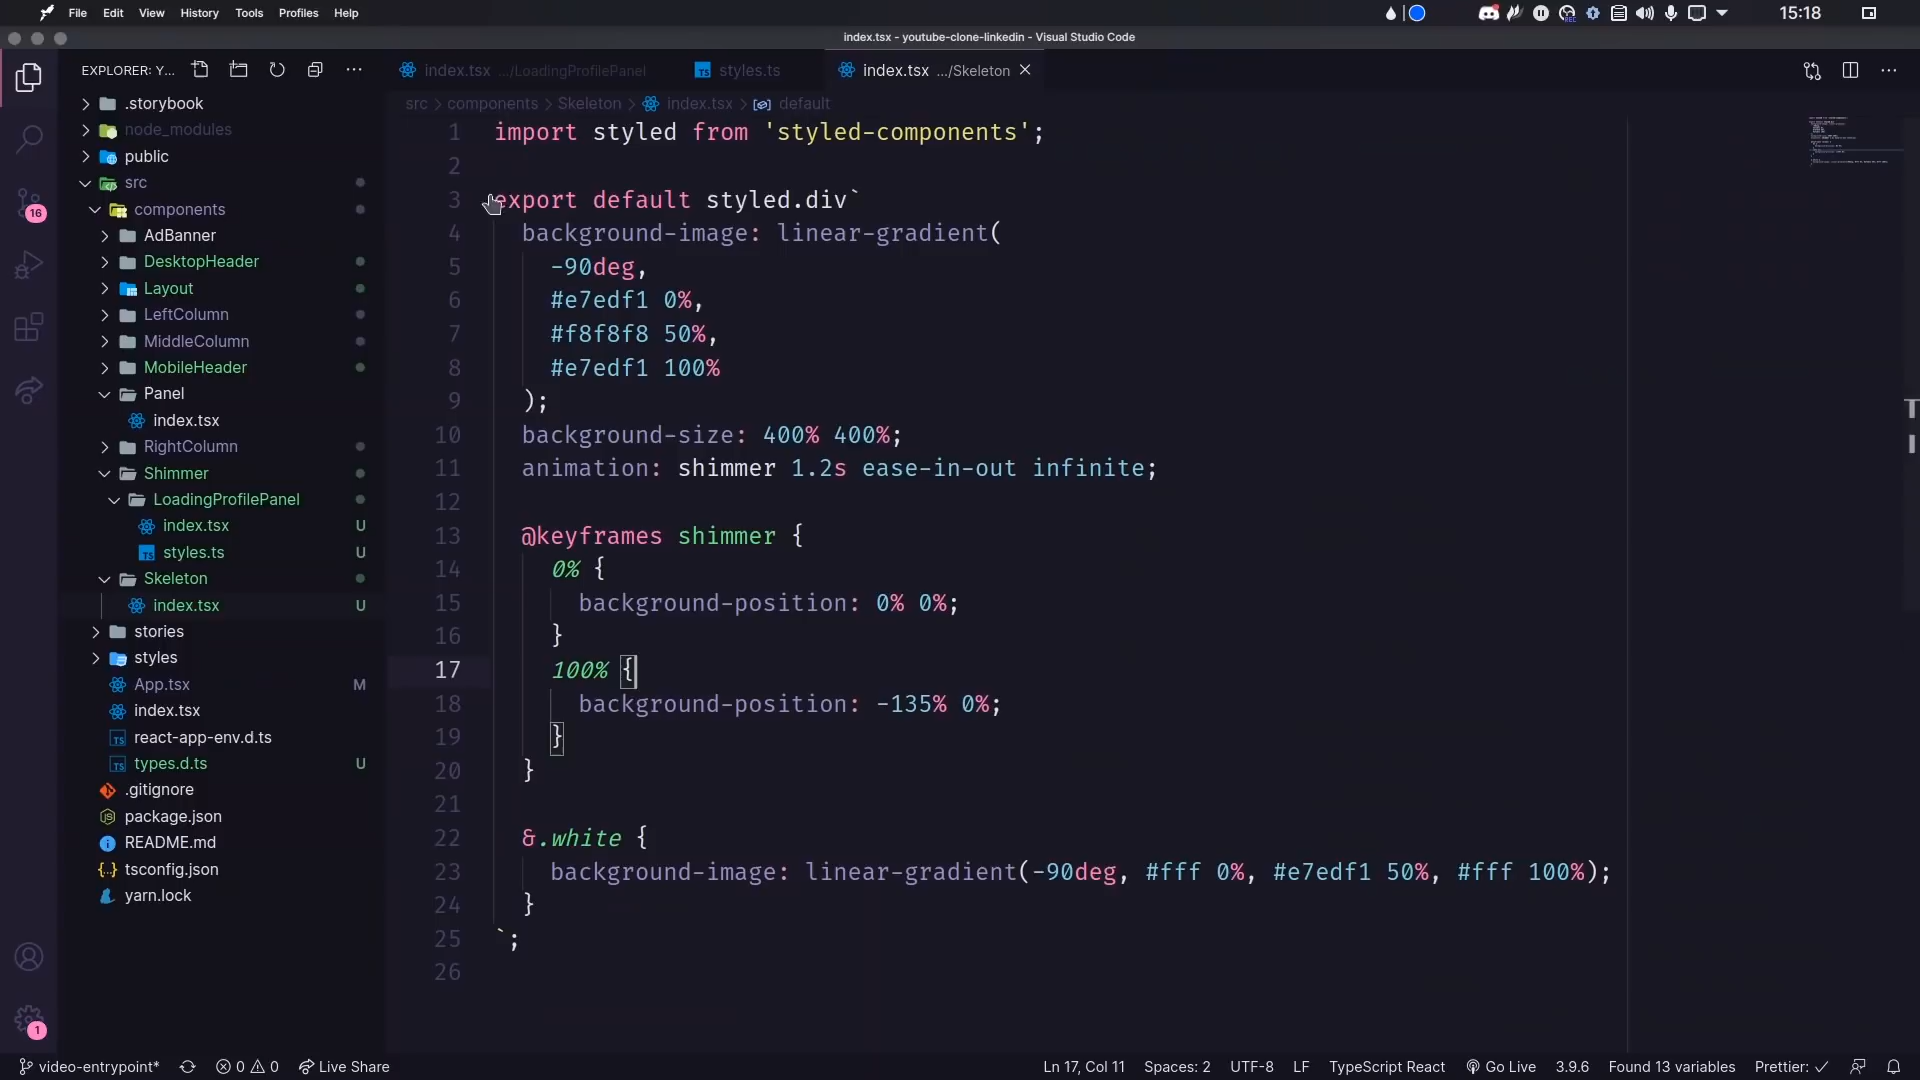 File Edit View History Tools Profiles Help 15:18
index.tsx - youtube-clone-linkedin - Visual Studio Code
EXPLORER: Y...
index.tsx .../LoadingProfilePanel
styles.ts
index.tsx .../Skeleton
src > components > Skeleton > index.tsx > default
.storybook
node_modules
public
src
components
AdBanner
DesktopHeader
Layout
LeftColumn
MiddleColumn
MobileHeader
Panel
index.tsx
RightColumn
Shimmer
LoadingProfilePanel
index.tsx U
styles.ts U
Skeleton
index.tsx U
stories
styles
App.tsx M
index.tsx
react-app-env.d.ts
types.d.ts U
.gitignore
package.json
README.md
tsconfig.json
yarn.lock
16
1
1 import styled from 'styled-components';
2
3 export default styled.div`
4 background-image: linear-gradient(
5 -90deg,
6 #e7edf1 0%,
7 #f8f8f8 50%,
8 #e7edf1 100%
9 );
10 background-size: 400% 400%;
11 animation: shimmer 1.2s ease-in-out infinite;
12
13 @keyframes shimmer {
14 0% {
15 background-position: 0% 0%;
16 }
17 100% {
18 background-position: -135% 0%;
19 }
20 }
21
22 &.white {
23 background-image: linear-gradient(-90deg, #fff 0%, #e7edf1 50%, #fff 100%);
24 }
25 `;
26
video-entrypoint* 0 0 Live Share Ln 17, Col 11 Spaces: 2 UTF-8 LF TypeScript React Go Live 3.9.6 Found 13 variables Prettier: ✓